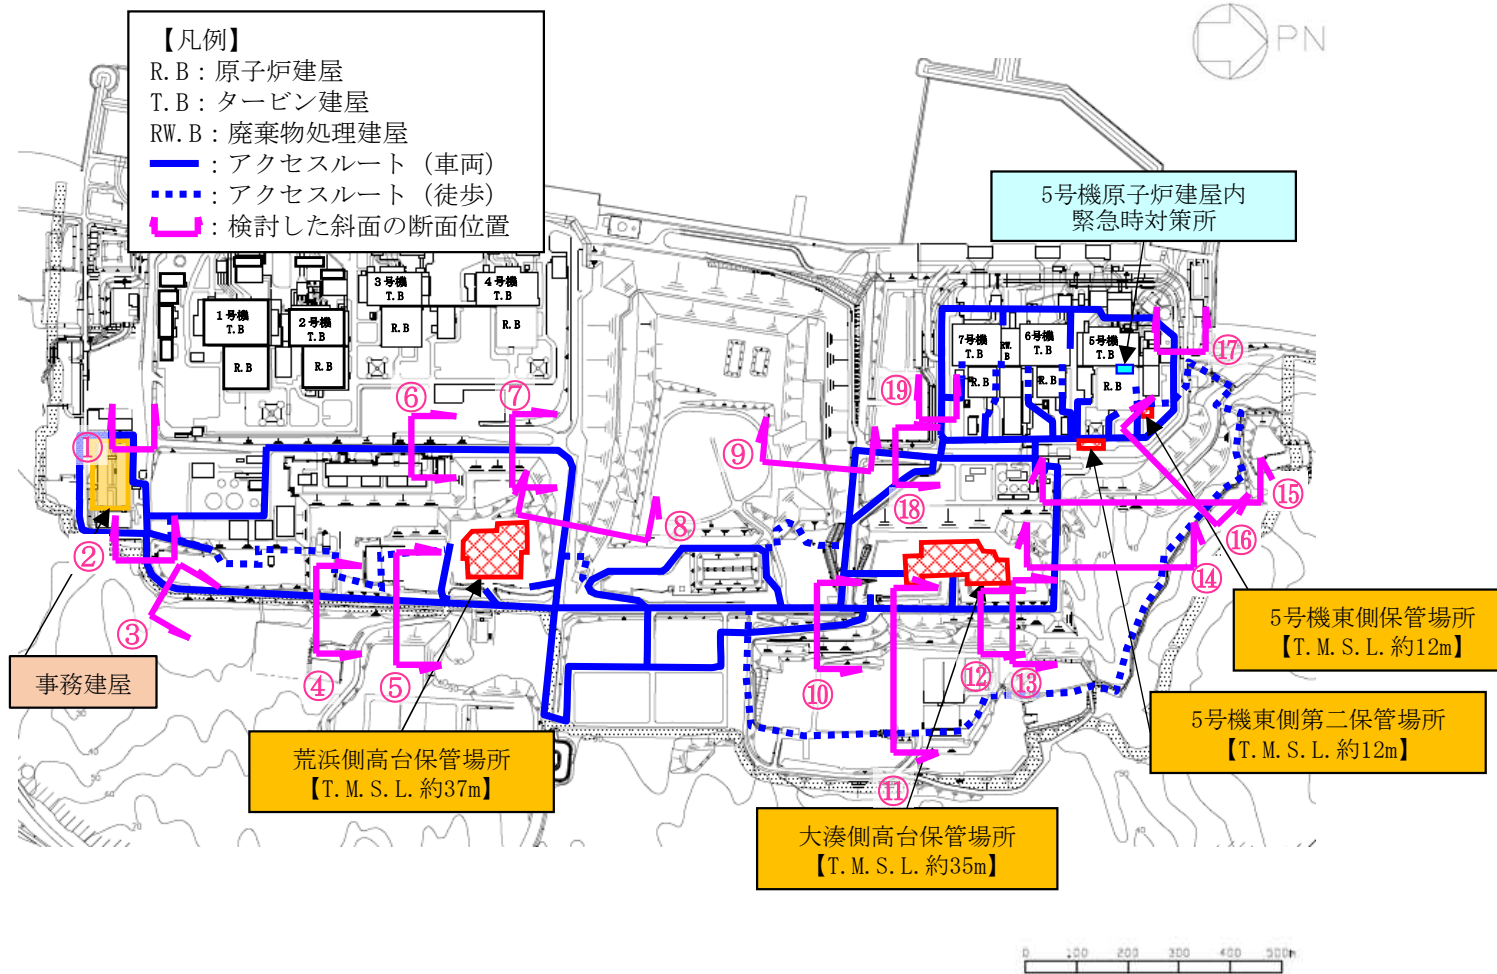 【凡例】
R.B：原子炉建屋
T.B：タービン建屋
RW.B：廃棄物処理建屋
：アクセスルート（車両）
：アクセスルート（徒歩）
：検討した斜面の断面位置
PN
5号機原子炉建屋内
緊急時対策所
1号機
T.B
R.B
2号機
T.B
R.B
3号機
T.B
R.B
4号機
T.B
R.B
7号機
T.B
R.B
RW.
B
6号機
T.B
R.B
5号機
T.B
R.B
①
②
③
④
⑤
⑥
⑦
⑧
⑨
⑩
⑪
⑫
⑬
⑭
⑮
⑯
⑰
⑱
⑲
事務建屋
荒浜側高台保管場所
【T.M.S.L.約37m】
大湊側高台保管場所
【T.M.S.L.約35m】
5号機東側保管場所
【T.M.S.L.約12m】
5号機東側第二保管場所
【T.M.S.L.約12m】
0 100 200 300 400 500m